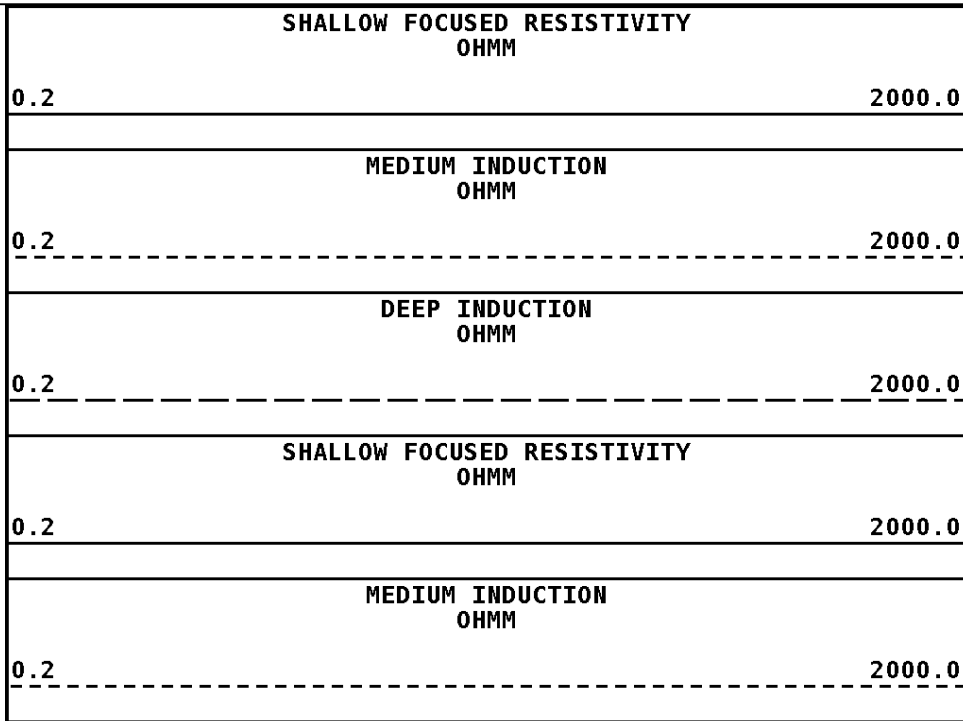 SHALLOW FOCUSED RESISTIVITY
OHMM
0.2 2000.0
MEDIUM INDUCTION
OHMM
0.2 2000.0
DEEP INDUCTION
OHMM
0.2 2000.0
SHALLOW FOCUSED RESISTIVITY
OHMM
0.2 2000.0
MEDIUM INDUCTION
OHMM
0.2 2000.0